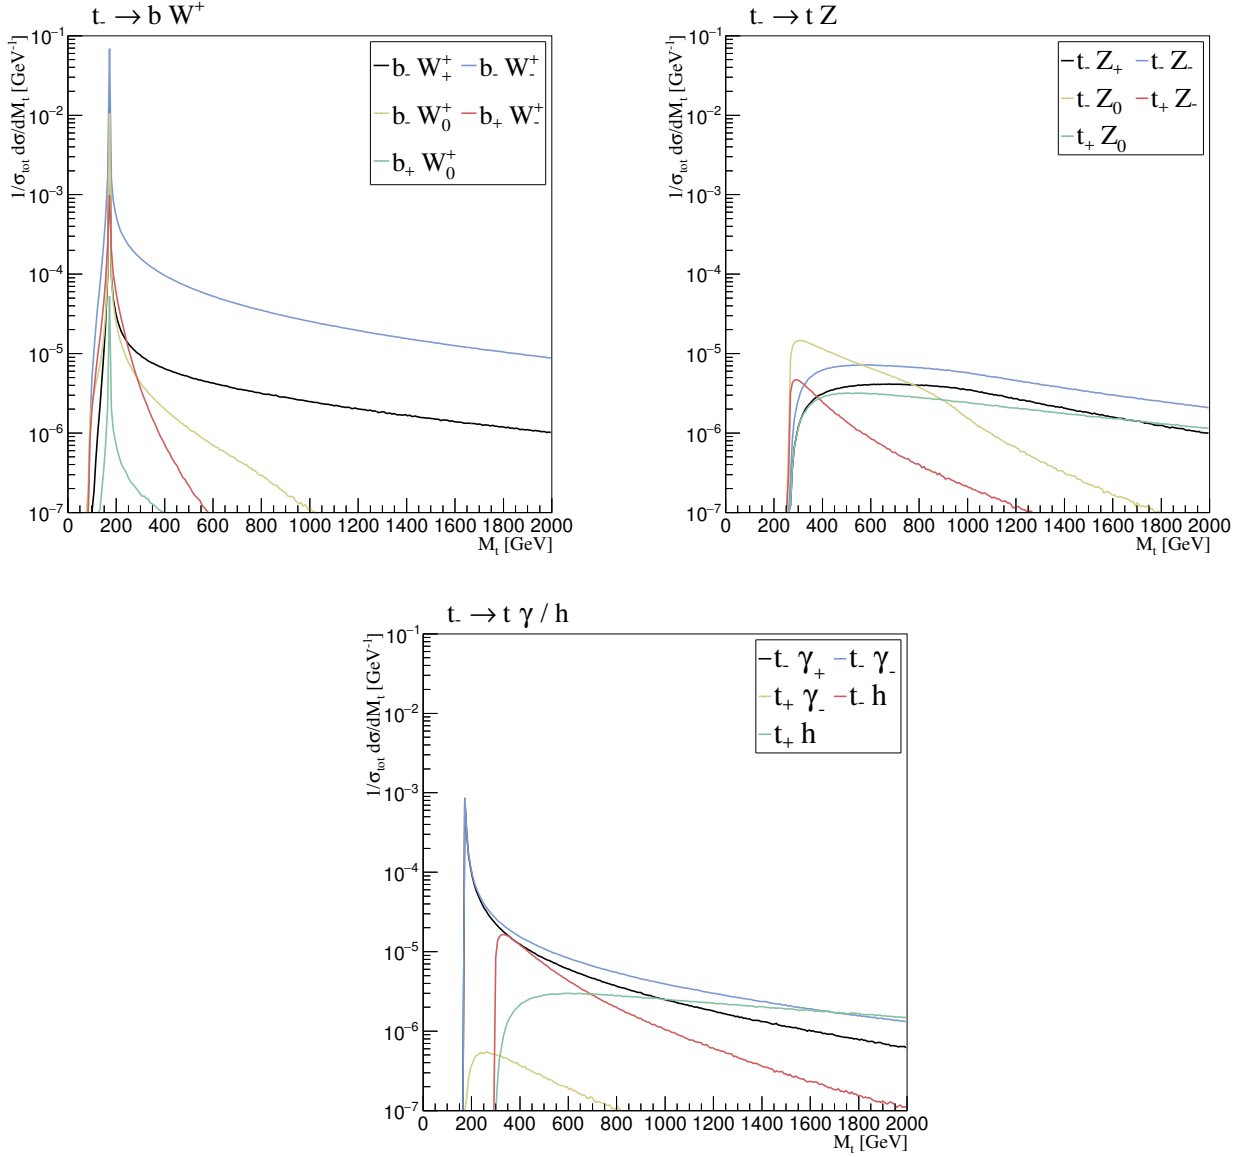 t₋ → b W⁺
1/σ_tot dσ/dM_t [GeV⁻¹]
10⁻¹
10⁻²
10⁻³
10⁻⁴
10⁻⁵
10⁻⁶
10⁻⁷
b₋ W₊⁺ b₋ W₋⁺
b₋ W₀⁺ b₊ W₋⁺
b₊ W₀⁺
0 200 400 600 800 1000 1200 1400 1600 1800 2000
M_t [GeV]
t₋ → t Z
1/σ_tot dσ/dM_t [GeV⁻¹]
10⁻¹
10⁻²
10⁻³
10⁻⁴
10⁻⁵
10⁻⁶
10⁻⁷
t₋ Z₊ t₋ Z₋
t₋ Z₀ t₊ Z₋
t₊ Z₀
0 200 400 600 800 1000 1200 1400 1600 1800 2000
M_t [GeV]
t₋ → t γ / h
1/σ_tot dσ/dM_t [GeV⁻¹]
10⁻¹
10⁻²
10⁻³
10⁻⁴
10⁻⁵
10⁻⁶
10⁻⁷
t₋ γ₊ t₋ γ₋
t₊ γ₋ t₋ h
t₊ h
0 200 400 600 800 1000 1200 1400 1600 1800 2000
M_t [GeV]